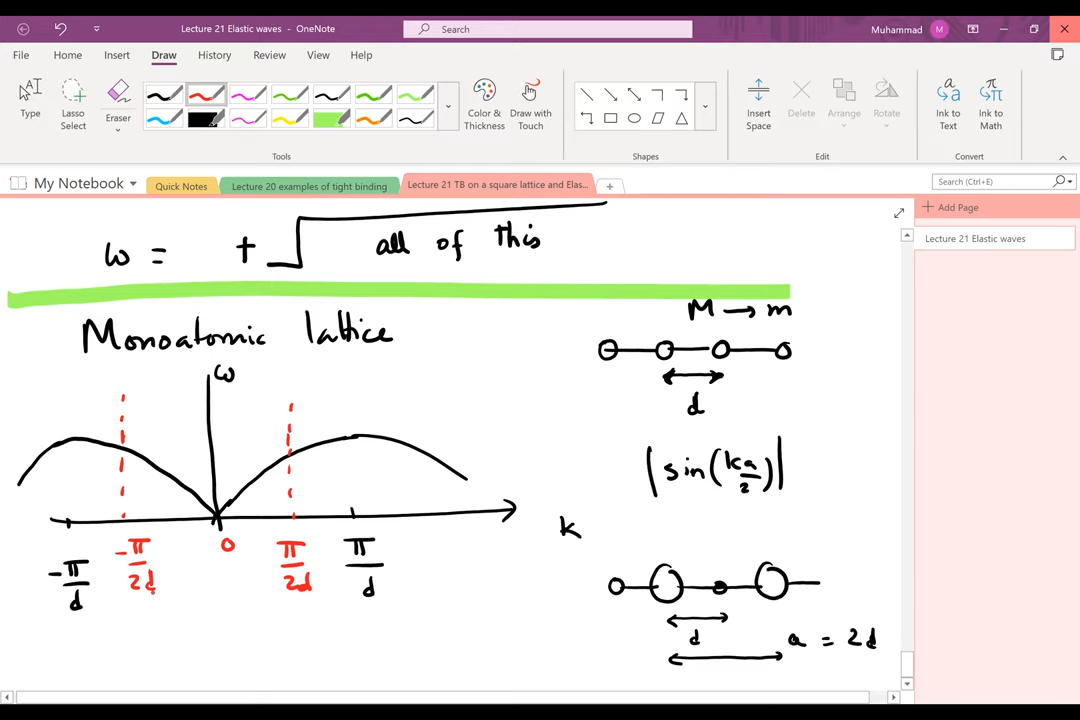 Lecture 21 Elastic waves - OneNote
Search
Muhammad
M
File Home Insert Draw History Review View Help
Type
Lasso Select
Eraser
Color & Thickness
Draw with Touch
Insert Space
Delete
Arrange
Rotate
Ink to Text
Ink to Math
Tools
Shapes
Edit
Convert
My Notebook
Quick Notes
Lecture 20 examples of tight binding
Lecture 21 TB on a square lattice and Elas...
Search (Ctrl+E)
Add Page
Lecture 21 Elastic waves
ω = + √ all of this
M → m
Monoatomic lattice
ω
d
|sin(ka/2)|
k
-π/d
-π/2d
0
π/2d
π/d
d
a = 2d